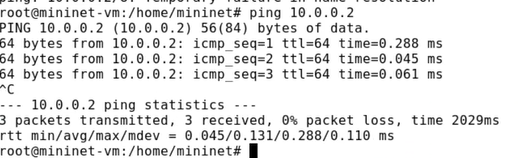 root@mininet-vm:/home/mininet# ping 10.0.0.2
PING 10.0.0.2 (10.0.0.2) 56(84) bytes of data.
64 bytes from 10.0.0.2: icmp_seq=1 ttl=64 time=0.288 ms
64 bytes from 10.0.0.2: icmp_seq=2 ttl=64 time=0.045 ms
64 bytes from 10.0.0.2: icmp_seq=3 ttl=64 time=0.061 ms
^C
--- 10.0.0.2 ping statistics ---
3 packets transmitted, 3 received, 0% packet loss, time 2029ms
rtt min/avg/max/mdev = 0.045/0.131/0.288/0.110 ms
root@mininet-vm:/home/mininet#